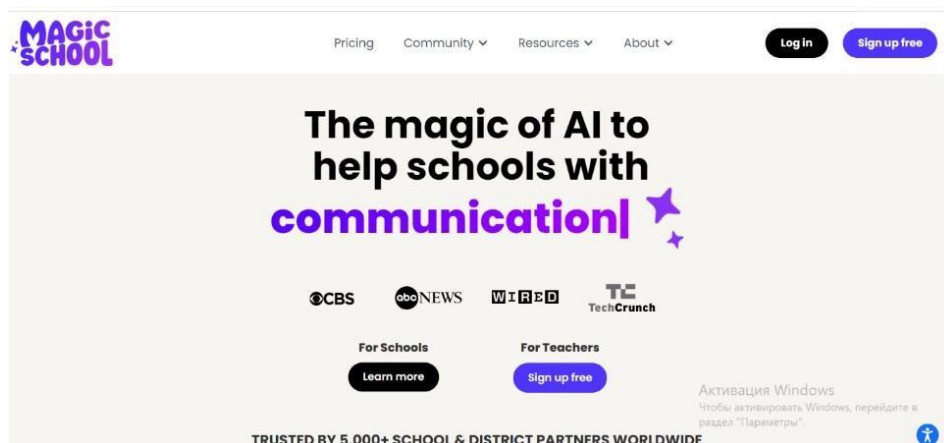 MAGiC
SCHOOL
Pricing Community Resources About Log in Sign up free
The magic of AI to
help schools with
communication|
CBS abc NEWS WIRED TC TechCrunch
For Schools For Teachers
Learn more Sign up free
Активация Windows
Чтобы активировать Windows, перейдите в
раздел "Параметры".
TRUSTED BY 5,000+ SCHOOL & DISTRICT PARTNERS WORLDWIDE